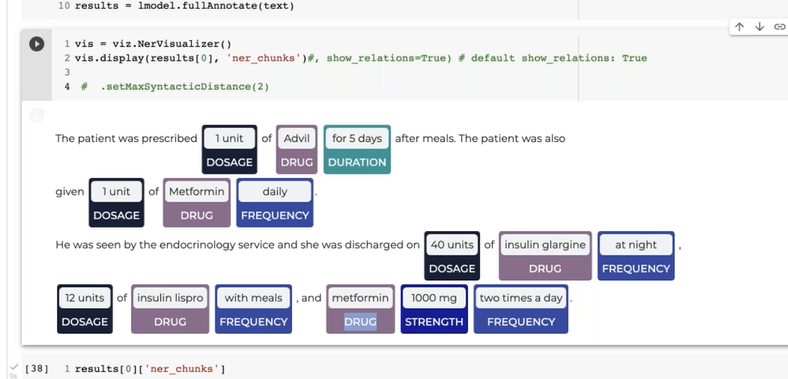 10 results = lmodel.fullAnnotate(text)
1 vis = viz.NerVisualizer()
2 vis.display(results[0], 'ner_chunks')#, show_relations=True) # default show_relations: True
3
4 # .setMaxSyntacticDistance(2)
The patient was prescribed 1 unit of Advil for 5 days after meals. The patient was also
DOSAGE DRUG DURATION
given 1 unit of Metformin daily .
DOSAGE DRUG FREQUENCY
He was seen by the endocrinology service and she was discharged on 40 units of insulin glargine at night ,
DOSAGE DRUG FREQUENCY
12 units of insulin lispro with meals , and metformin 1000 mg two times a day .
DOSAGE DRUG FREQUENCY DRUG STRENGTH FREQUENCY
[38] 1 results[0]['ner_chunks']